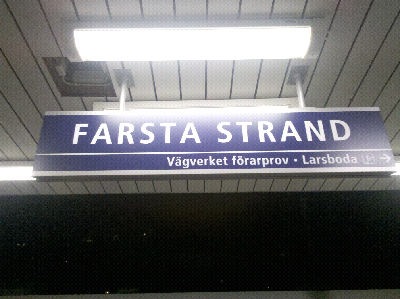 FARSTA STRAND
Vägverket förarprov · Larsboda